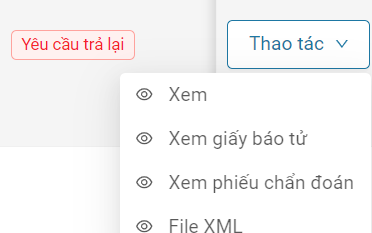 Yêu cầu trả lại
Thao tác
Xem
Xem giấy báo tử
Xem phiếu chẩn đoán
File XML